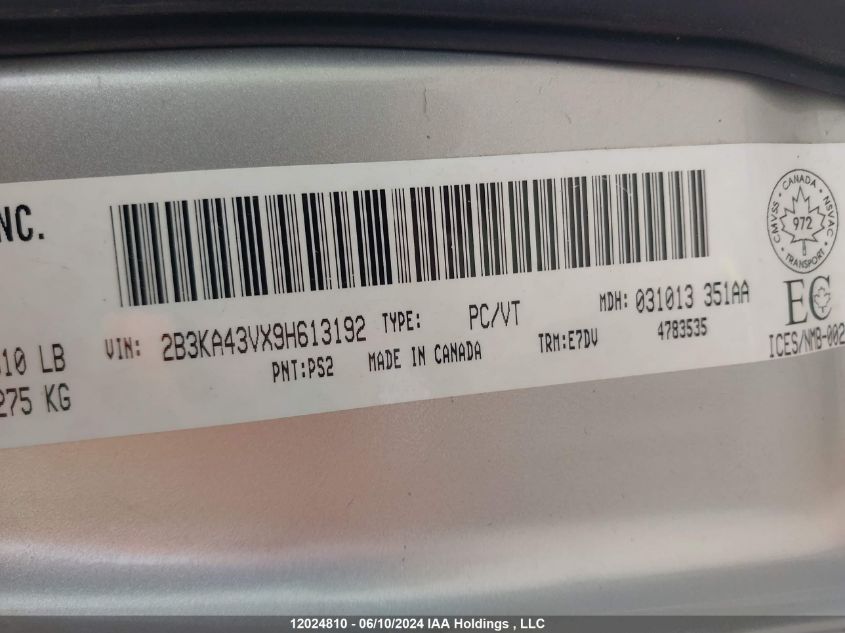 NC.
VIN: 2B3KA43VX9H613192 TYPE: PC/VT MDH: 031013 351AA
10 LB
275 KG
PNT:PS2 MADE IN CANADA TRM:E7DV 4783535
CANADA
CMVSS NSVAC
972
TRANSPORT
EC
ICES/NMB-002
12024810 - 06/10/2024 IAA Holdings , LLC